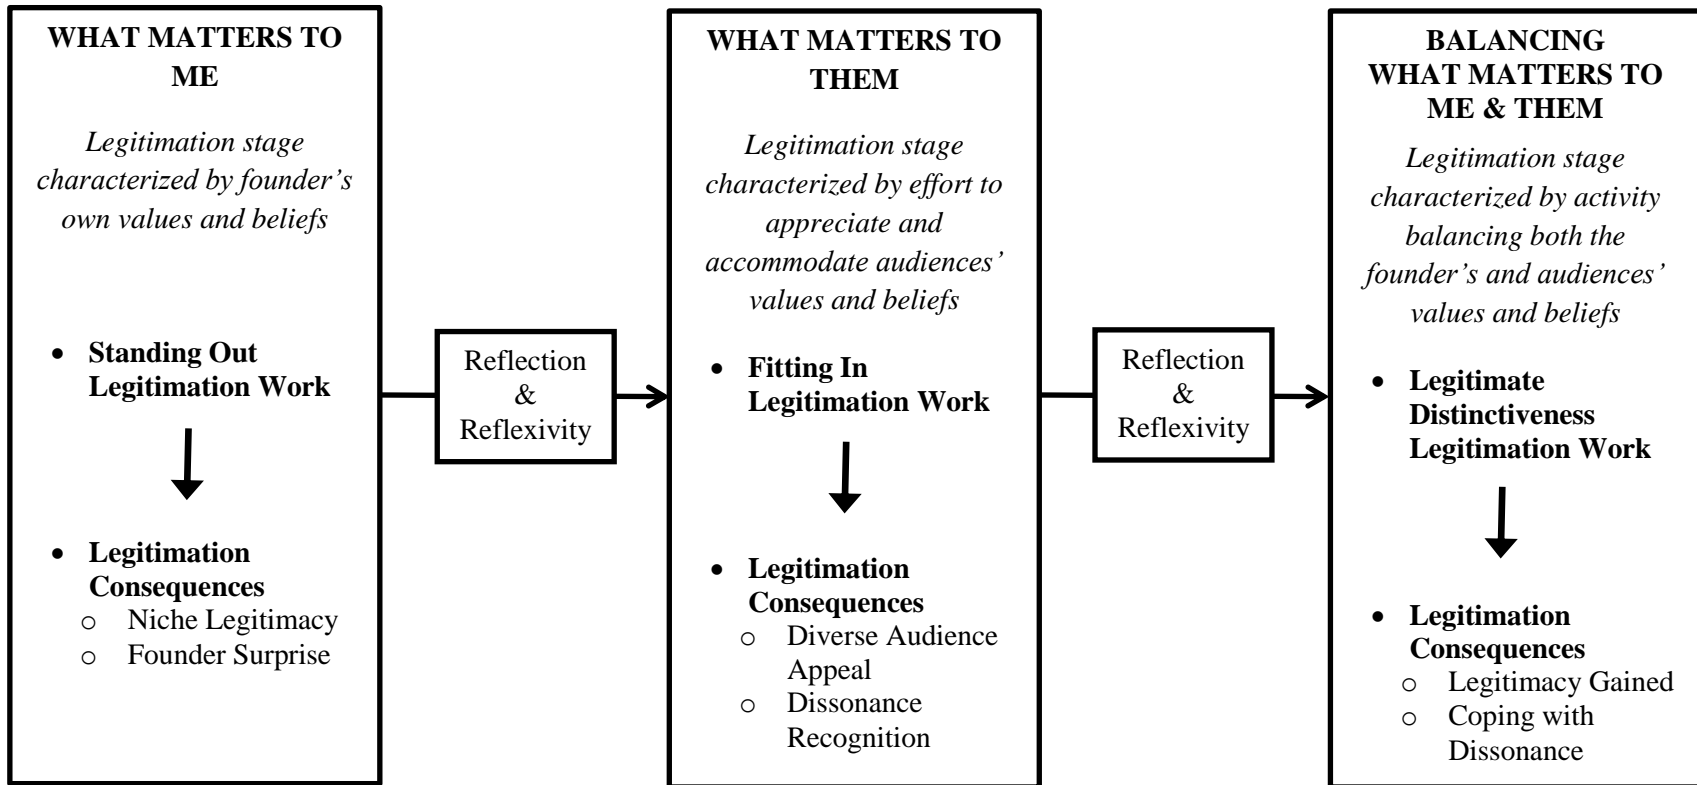 WHAT MATTERS TO
ME
Legitimation stage
characterized by founder’s
own values and beliefs
• Standing Out
Legitimation Work
• Legitimation
Consequences
o Niche Legitimacy
o Founder Surprise
Reflection
&
Reflexivity
WHAT MATTERS TO
THEM
Legitimation stage
characterized by effort to
appreciate and
accommodate audiences’
values and beliefs
• Fitting In
Legitimation Work
• Legitimation
Consequences
o Diverse Audience
Appeal
o Dissonance
Recognition
Reflection
&
Reflexivity
BALANCING
WHAT MATTERS TO
ME & THEM
Legitimation stage
characterized by activity
balancing both the
founder’s and audiences’
values and beliefs
• Legitimate
Distinctiveness
Legitimation Work
• Legitimation
Consequences
o Legitimacy Gained
o Coping with
Dissonance